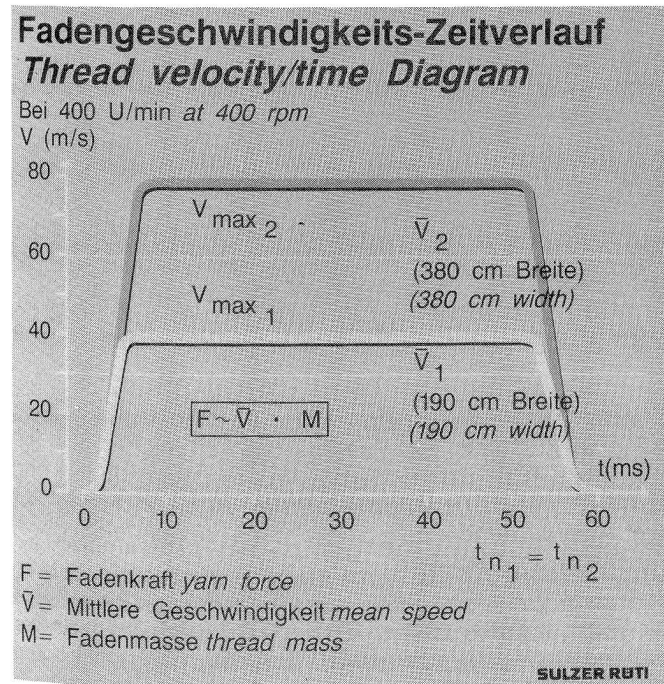 Fadengeschwindigkeits-Zeitverlauf
Thread velocity/time Diagram
Bei 400 U/min at 400 rpm
V (m/s)
80
60
40
20
0
V max 2
V̄ 2
(380 cm Breite)
(380 cm width)
V max 1
V̄ 1
(190 cm Breite)
(190 cm width)
F ~ V̄ · M
t(ms)
0 10 20 30 40 50 60
t n 1 = t n 2
F = Fadenkraft yarn force
V̄ = Mittlere Geschwindigkeit mean speed
M= Fadenmasse thread mass
SULZER RÜTI